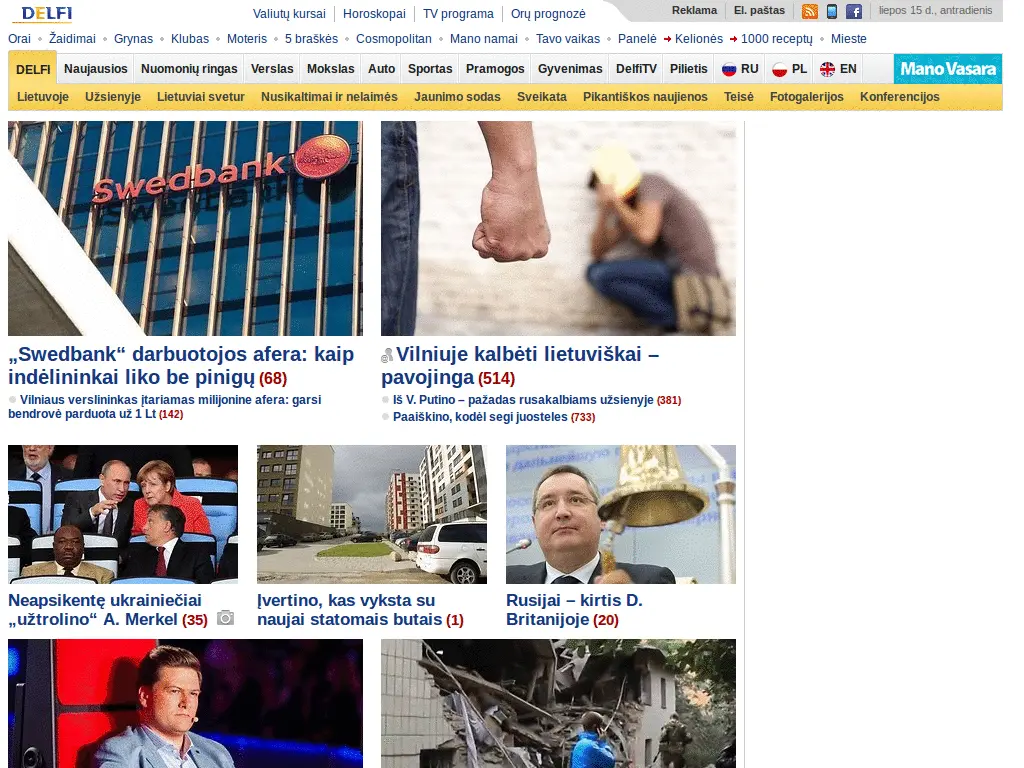 DELFI
Valiutų kursai Horoskopai TV programa Orų prognozė
Reklama El. paštas liepos 15 d., antradienis
Orai Žaidimai Grynas Klubas Moteris 5 braškės Cosmopolitan Mano namai Tavo vaikas Panelė Kelionės 1000 receptų Mieste
DELFI Naujausios Nuomonių ringas Verslas Mokslas Auto Sportas Pramogos Gyvenimas DelfiTV Pilietis RU PL EN Mano Vasara
Lietuvoje Užsienyje Lietuviai svetur Nusikaltimai ir nelaimės Jaunimo sodas Sveikata Pikantiškos naujienos Teisė Fotogalerijos Konferencijos
Swedbank
„Swedbank“ darbuotojos afera: kaip
indėlininkai liko be pinigų (68)
Vilniaus verslininkas įtariamas milijonine afera: garsi
bendrovė parduota už 1 Lt (142)
Vilniuje kalbėti lietuviškai –
pavojinga (514)
Iš V. Putino – pažadas rusakalbiams užsienyje (381)
Paaiškino, kodėl segi juosteles (733)
Neapsikentę ukrainiečiai
„užtrolino“ A. Merkel (35)
Įvertino, kas vyksta su
naujai statomais butais (1)
Rusijai – kirtis D.
Britanijoje (20)